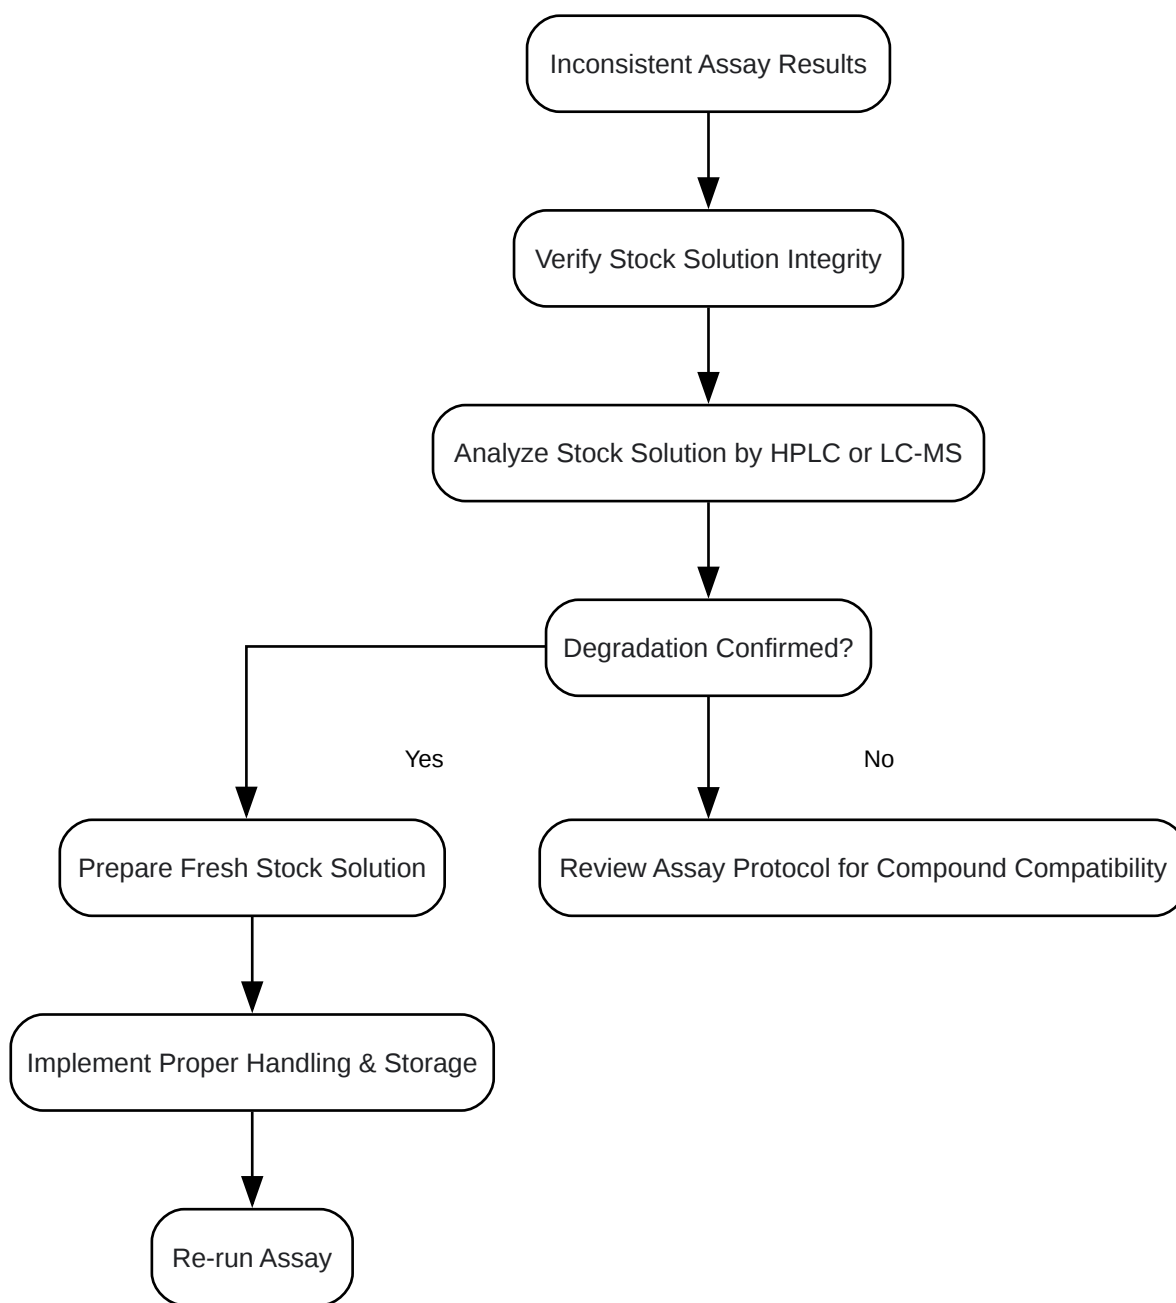 Inconsistent Assay Results
Verify Stock Solution Integrity
Analyze Stock Solution by HPLC or LC-MS
Degradation Confirmed?
Yes
No
Prepare Fresh Stock Solution
Review Assay Protocol for Compound Compatibility
Implement Proper Handling & Storage
Re-run Assay